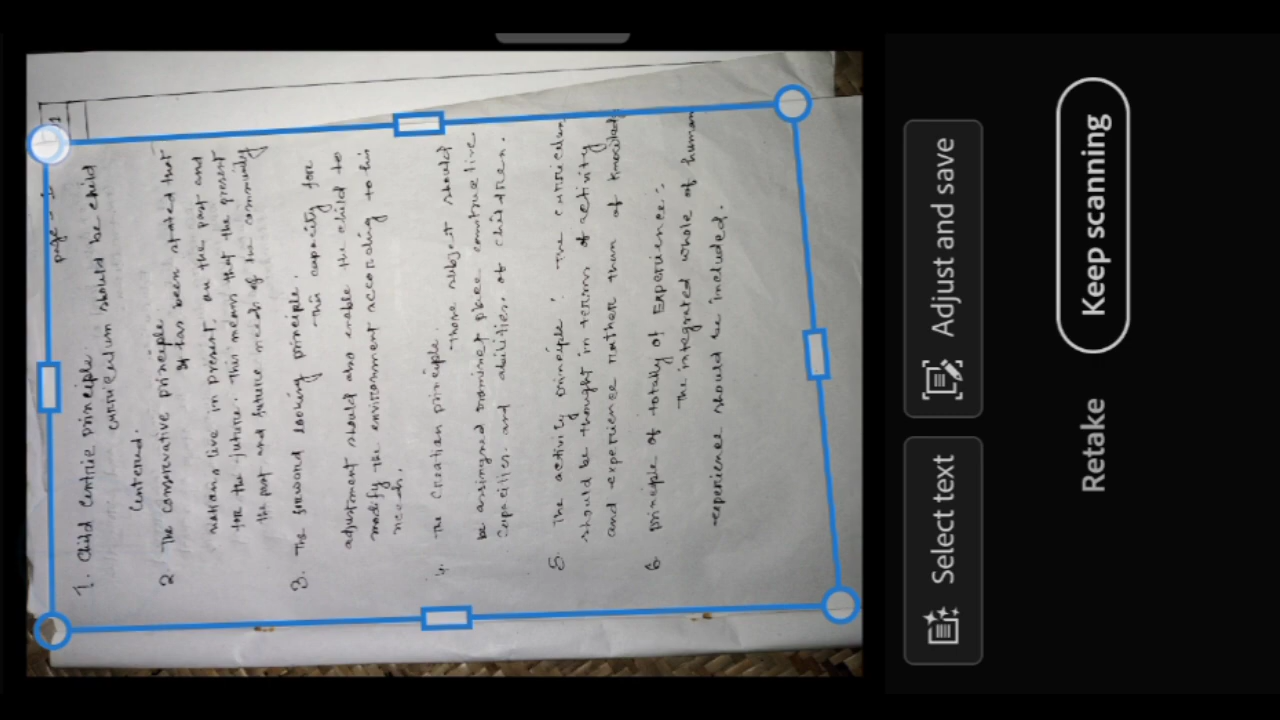 page - 1
1. Child Centric principle.
curriculum should be child
Centered.
2 The conservative principle
It has been stated that
nations live in present, on the past and
for the future. This means that the present
the past and future needs of the community
3. The forward looking principle.
The capacity for
adjustment should also enable the child to
modify the environment according to his
needs.
4. The Creation principle.
Those subject should
be assingned place constructive
Capacities and abilities of children.
5. The activity principle: The curriculum
should be thought in terms of activity
and experience rather than of knowledg
6 principle of totaly of Experience:
The integrated whole of human
experience should be included.
Select text
Adjust and save
Retake
Keep scanning